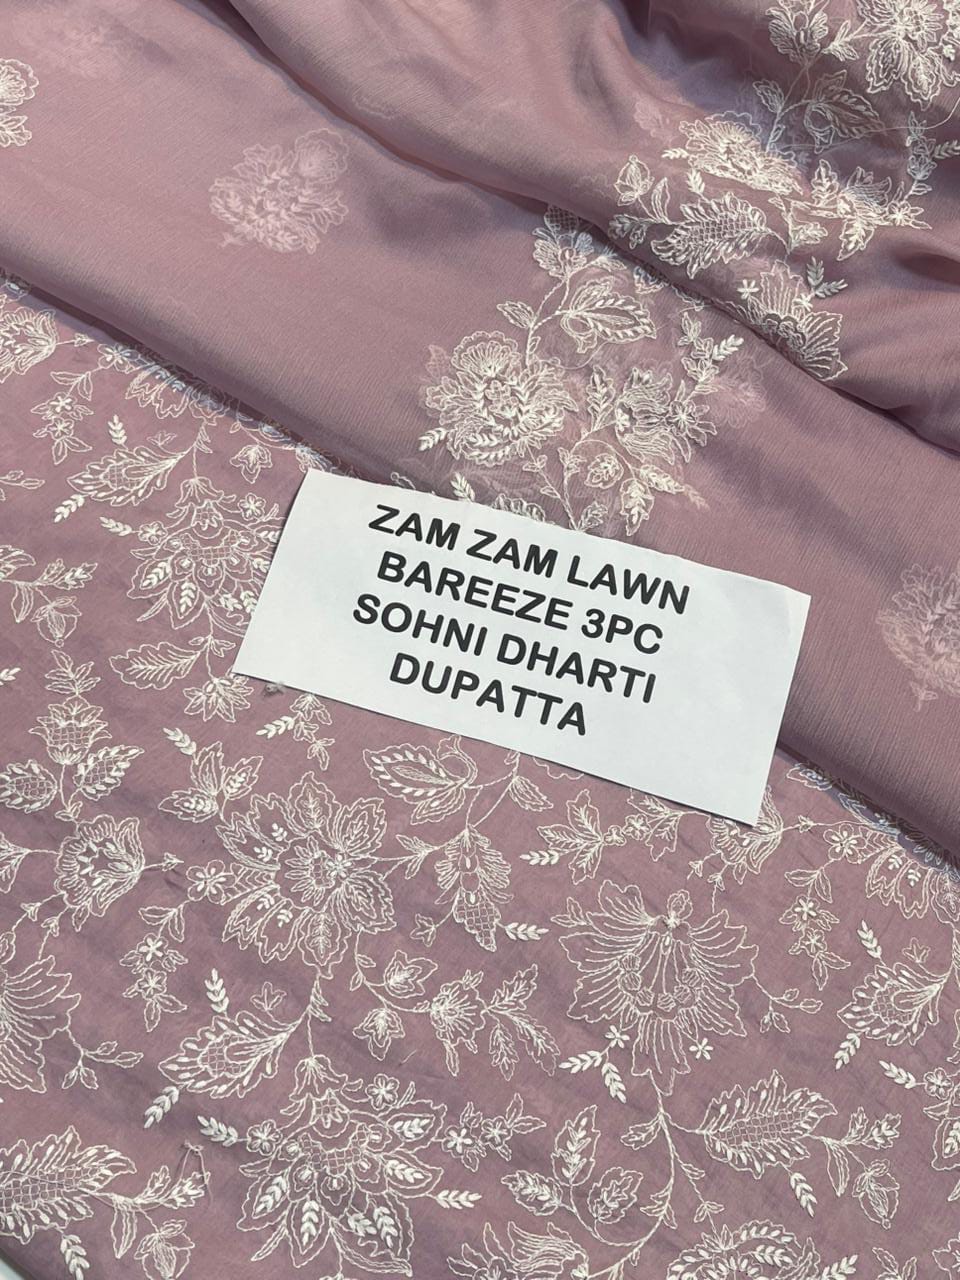 ZAM ZAM LAWN
BAREEZE 3PC
SOHNI DHARTI
DUPATTA